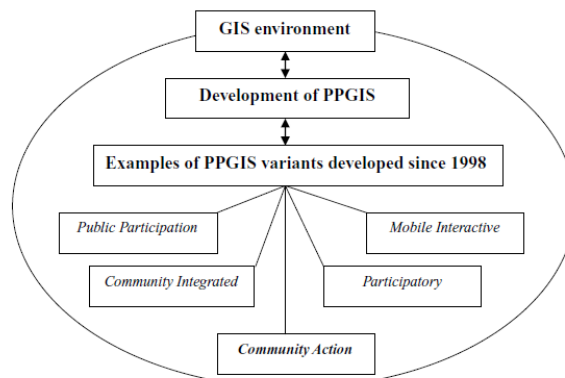 GIS environment
Development of PPGIS
Examples of PPGIS variants developed since 1998
Public Participation
Mobile Interactive
Community Integrated
Participatory
Community Action